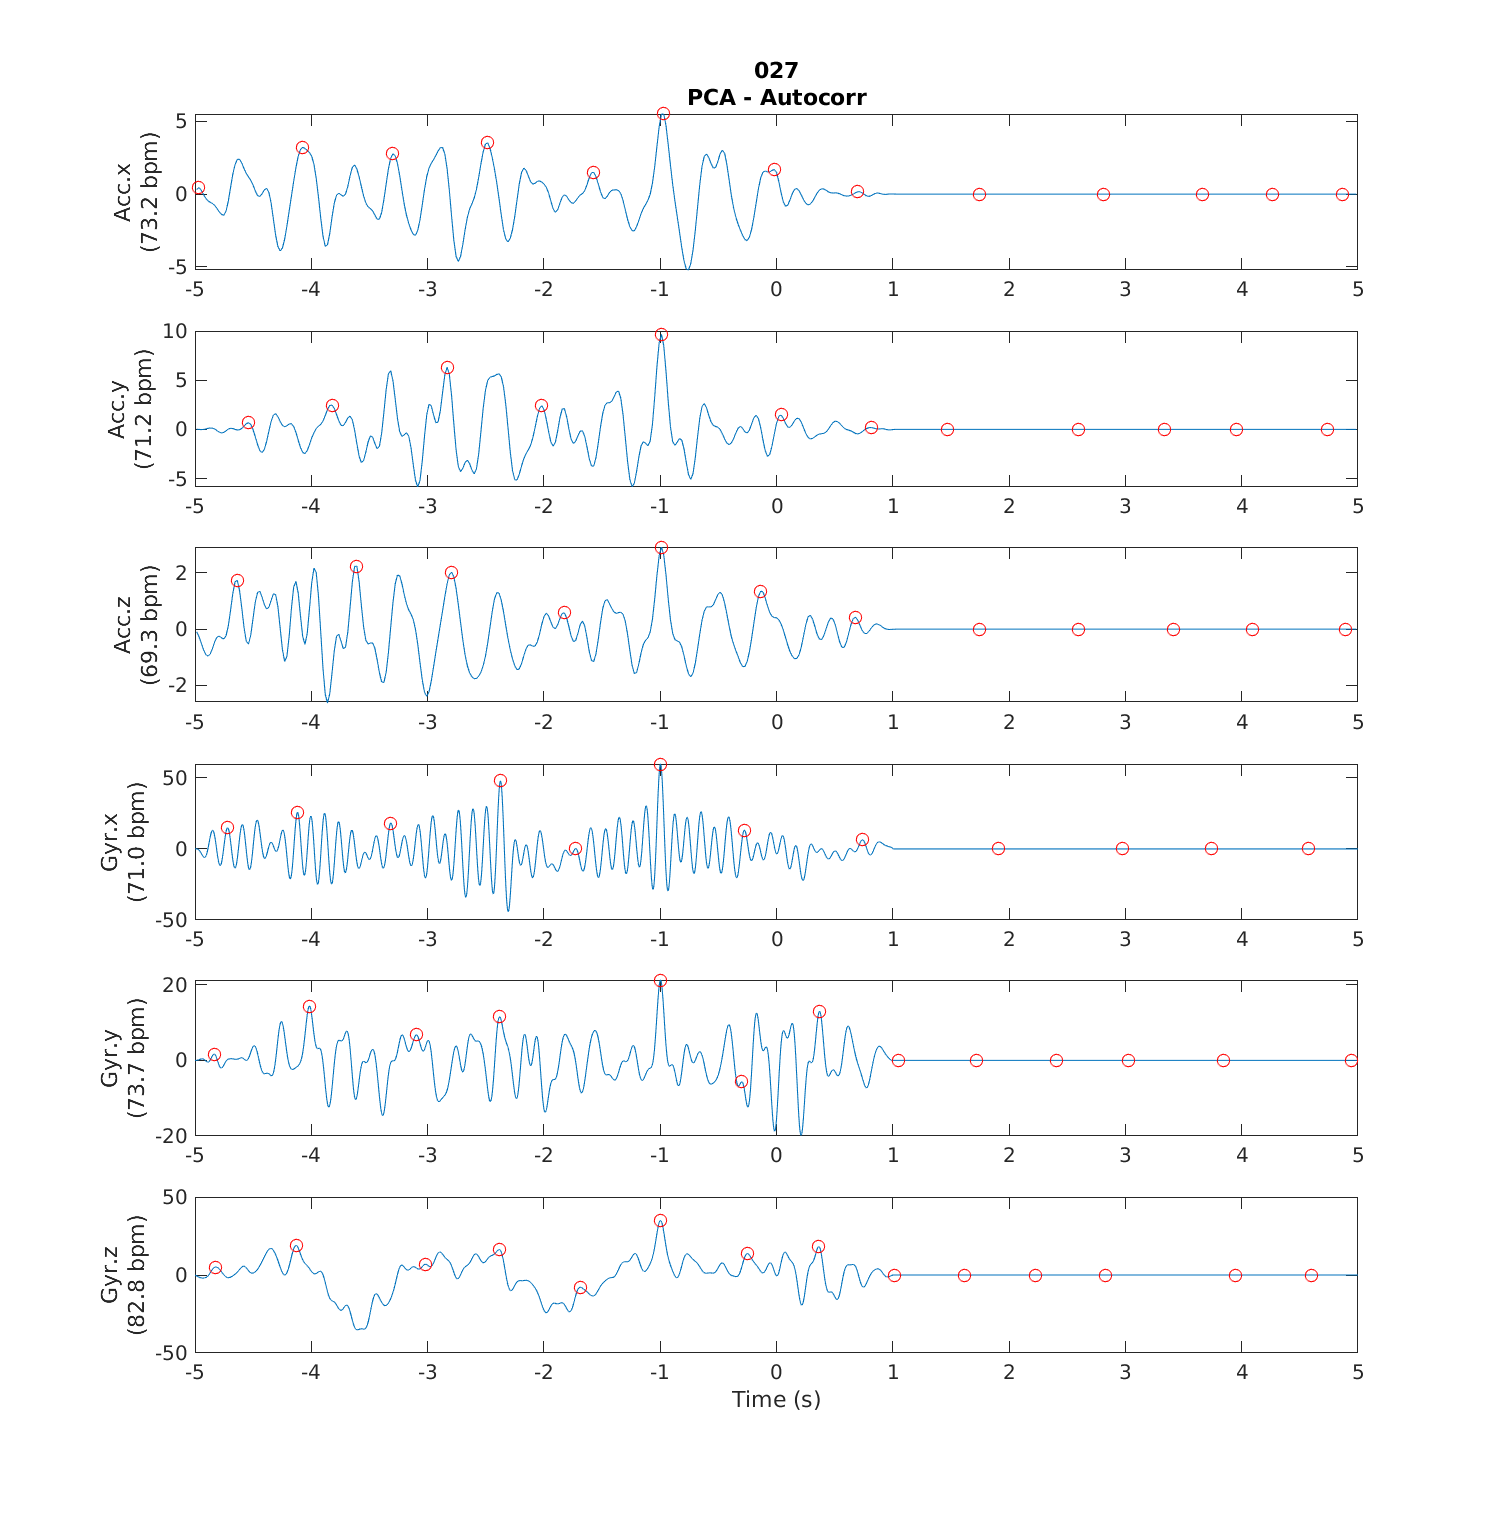 027
PCA - Autocorr
Acc.x
(73.2 bpm)
5
0
-5
-5 -4 -3 -2 -1 0 1 2 3 4 5
Acc.y
(71.2 bpm)
10
5
0
-5
-5 -4 -3 -2 -1 0 1 2 3 4 5
Acc.z
(69.3 bpm)
2
0
-2
-5 -4 -3 -2 -1 0 1 2 3 4 5
Gyr.x
(71.0 bpm)
50
0
-50
-5 -4 -3 -2 -1 0 1 2 3 4 5
Gyr.y
(73.7 bpm)
20
0
-20
-5 -4 -3 -2 -1 0 1 2 3 4 5
Gyr.z
(82.8 bpm)
50
0
-50
-5 -4 -3 -2 -1 0 1 2 3 4 5
Time (s)